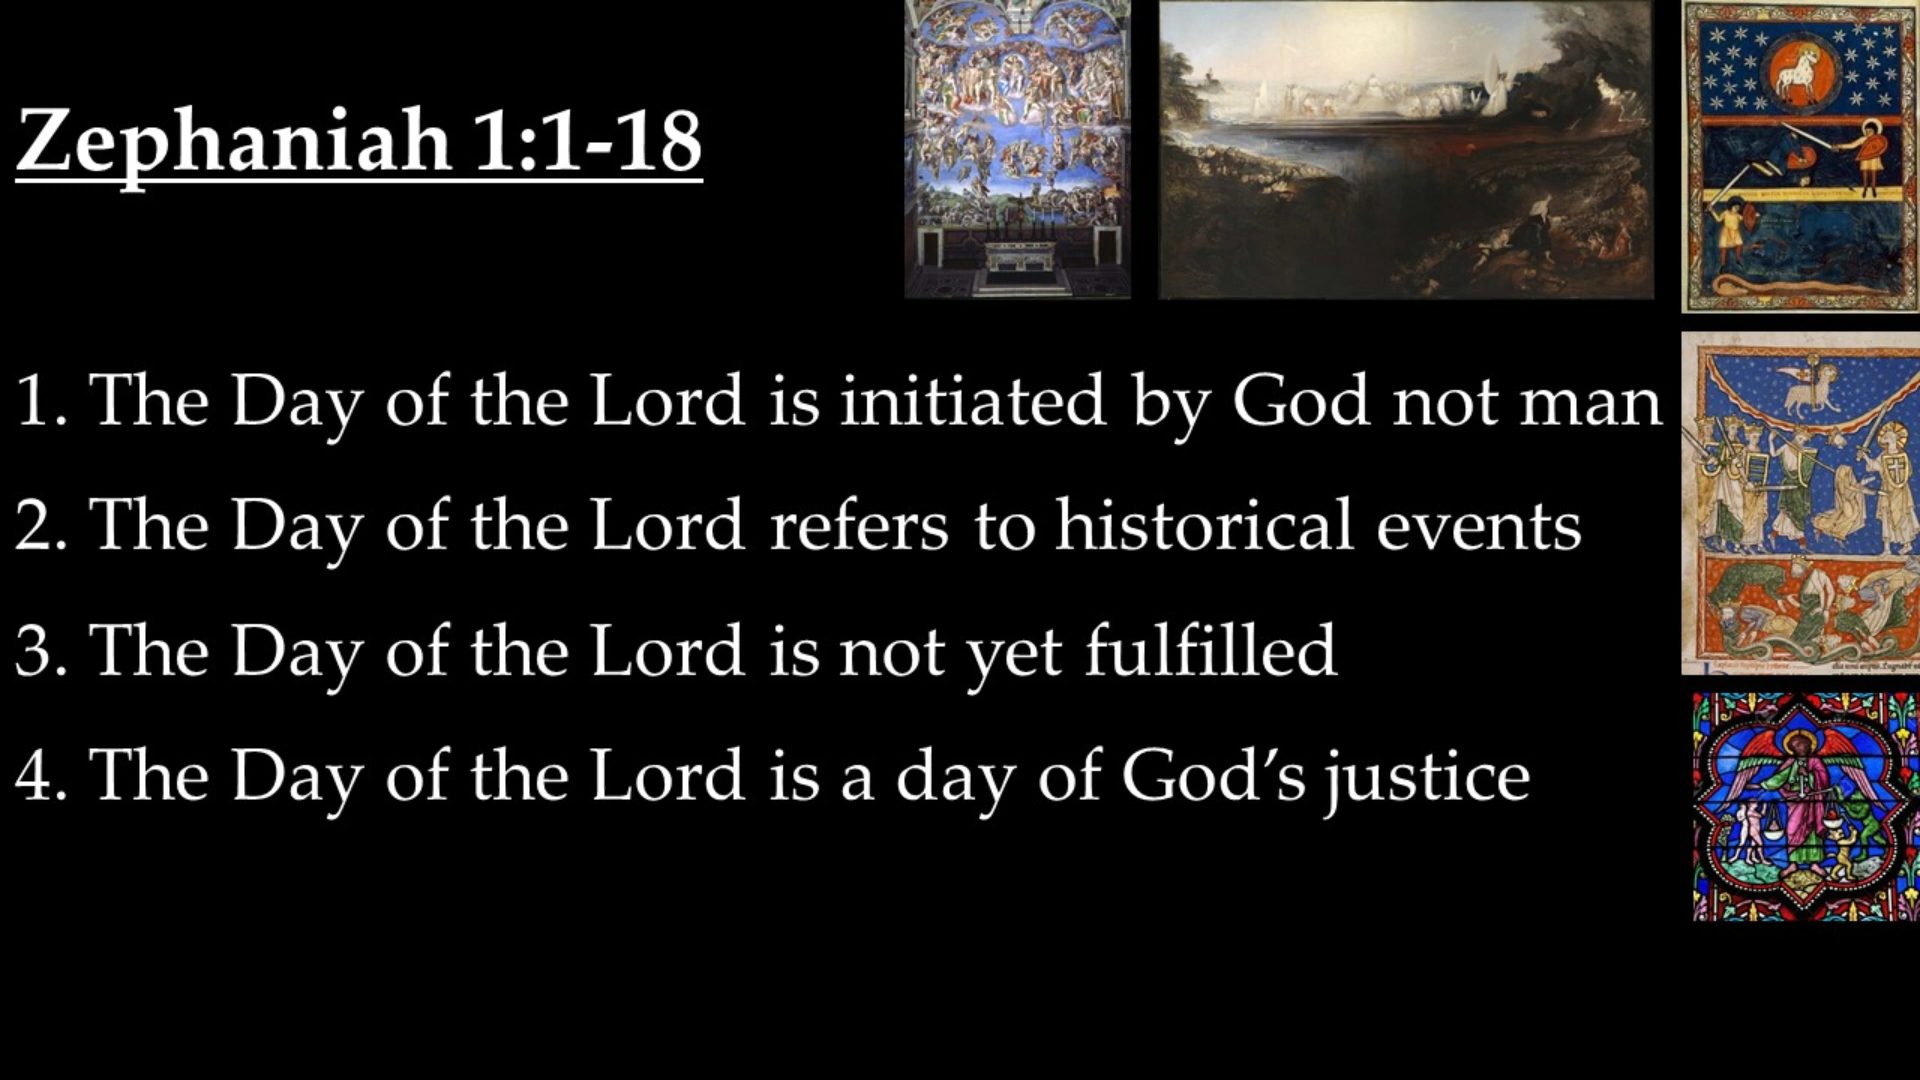 Zephaniah 1:1-18
1. The Day of the Lord is initiated by God not man
2. The Day of the Lord refers to historical events
3. The Day of the Lord is not yet fulfilled
4. The Day of the Lord is a day of God’s justice